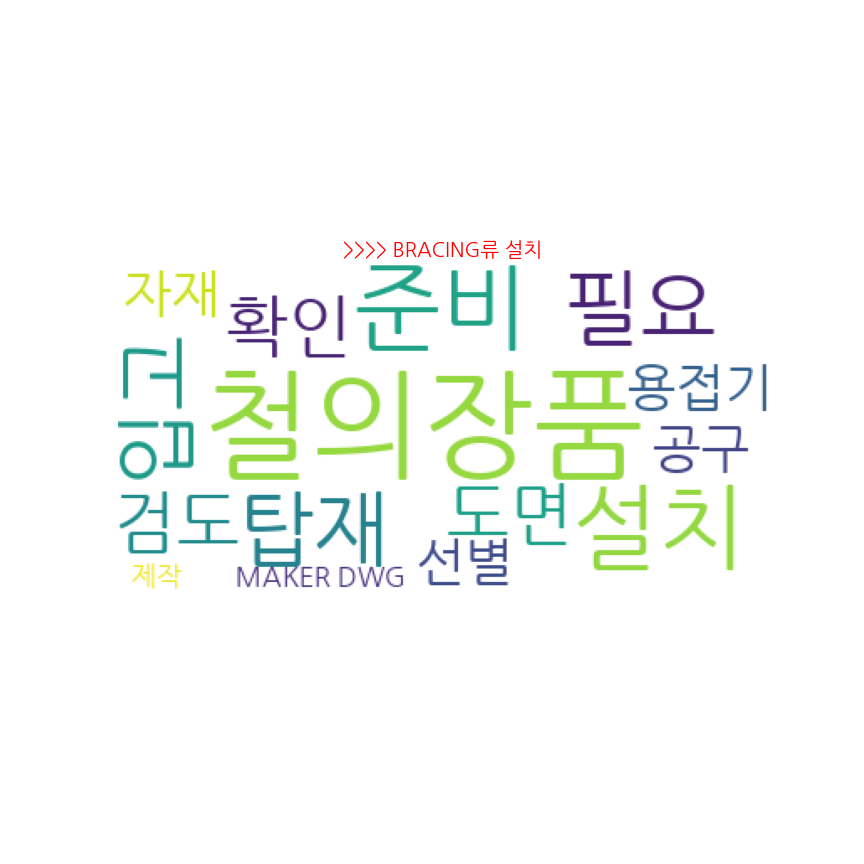 >>>> BRACING류 설치
자재 확인 준비 필요
입고 철의장품 용접기
공구
검도 탑재 도면 설치
제작 MAKER DWG 선별